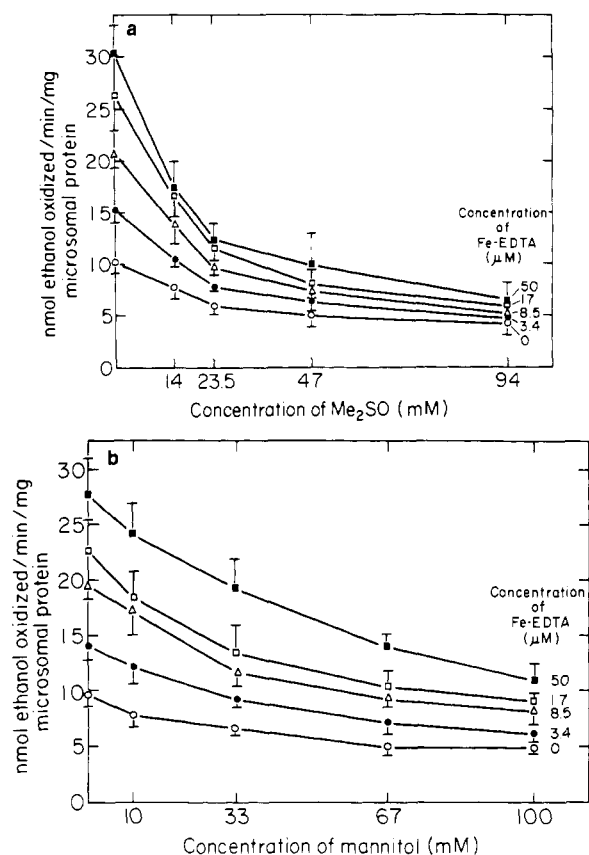 a
nmol ethanol oxidized/min/mg
microsomal protein
30
25
20
15
10
5
0
Concentration
of
Fe-EDTA
(μM)
50
17
8.5
3.4
0
14
23.5
47
94
Concentration of Me₂SO (mM)
b
nmol ethanol oxidized/min/mg
microsomal protein
30
25
20
15
10
5
0
Concentration
of
Fe-EDTA
(μM)
50
17
8.5
3.4
0
10
33
67
100
Concentration of mannitol (mM)